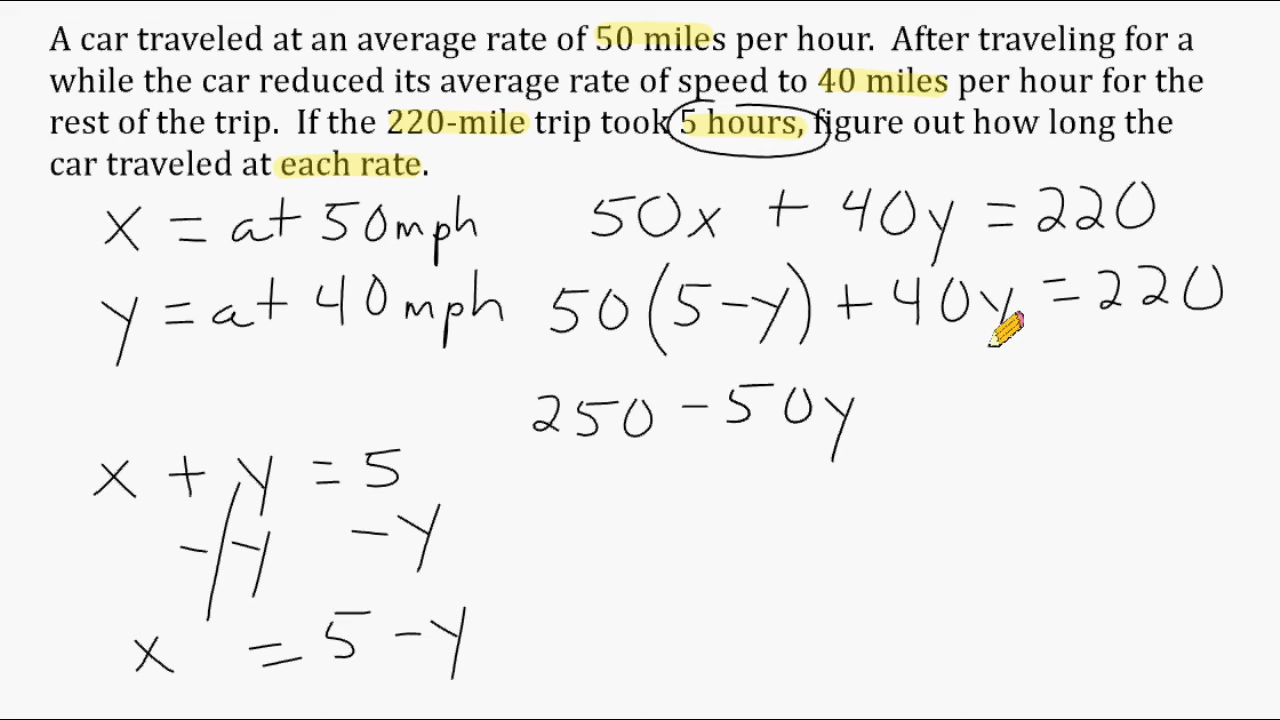 A car traveled at an average rate of 50 miles per hour. After traveling for a
while the car reduced its average rate of speed to 40 miles per hour for the
rest of the trip. If the 220-mile trip took 5 hours, figure out how long the
car traveled at each rate.
x = at 50mph
50x + 40y = 220
y = at 40mph
50(5-y) + 40y = 220
250 - 50y
x + y = 5
-y -y
x = 5 - y